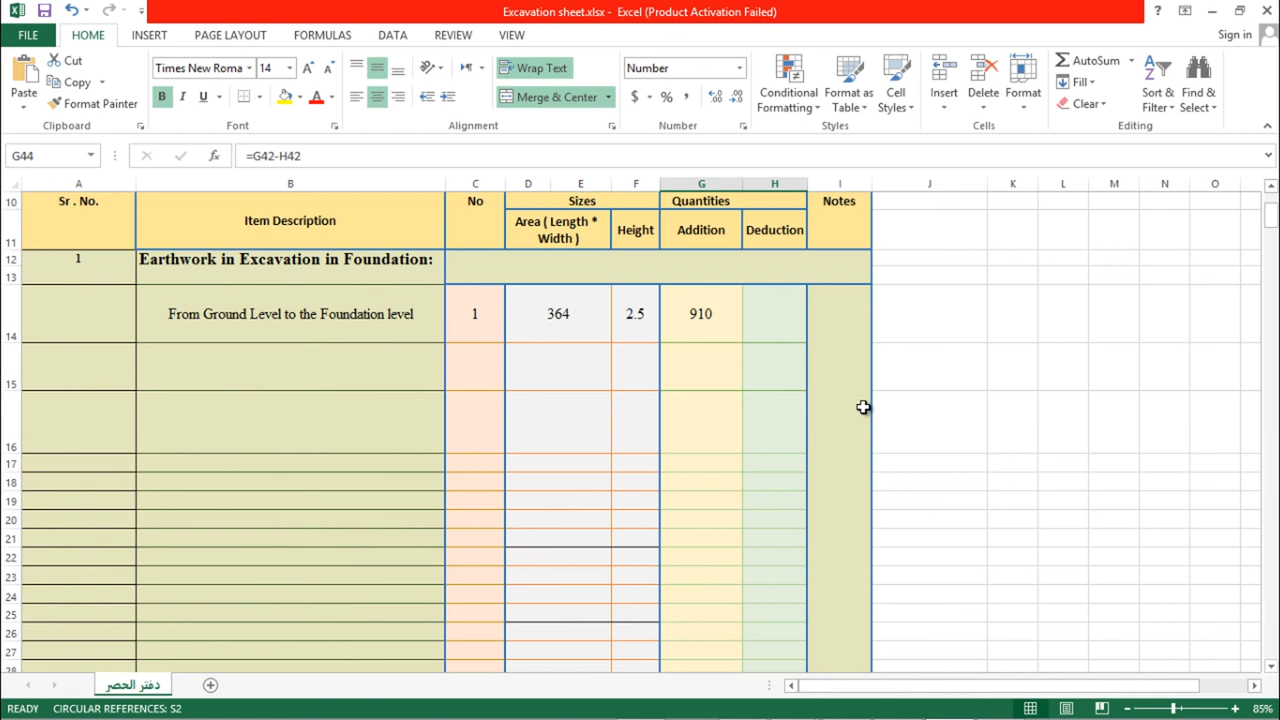 Excavation sheet.xlsx - Excel (Product Activation Failed)
?
FILE HOME INSERT PAGE LAYOUT FORMULAS DATA REVIEW VIEW Sign in
Paste Cut
Copy
Format Painter
Clipboard
Times New Roma 14
B I U
Font
Wrap Text
Merge & Center
Alignment
Number
$ % ,
Number
Conditional Formatting
Format as Table
Cell Styles
Styles
Insert Delete Format
Cells
AutoSum
Fill
Clear
Sort & Filter
Find & Select
Editing
G44 =G42-H42
A B C D E F G H I J K L M N O
10 Sr . No. Item Description No Sizes Quantities Notes
11 Area ( Length * Width ) Height Addition Deduction
12 1 Earthwork in Excavation in Foundation:
13
14 From Ground Level to the Foundation level 1 364 2.5 910
15
16
17
18
19
20
21
22
23
24
25
26
27
28
دفتر الحصر
READY CIRCULAR REFERENCES: S2 85%